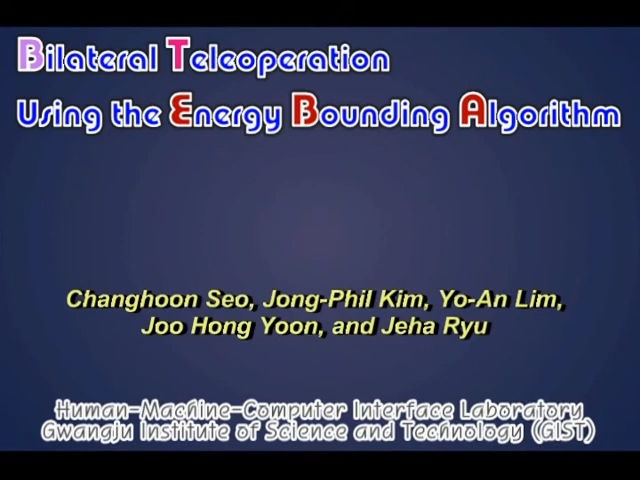 Bilateral Teleoperation
Using the Energy Bounding Algorithm
Changhoon Seo, Jong-Phil Kim, Yo-An Lim,
Joo Hong Yoon, and Jeha Ryu
Human-Machine-Computer Interface Laboratory
Gwangju Institute of Science and Technology (GIST)